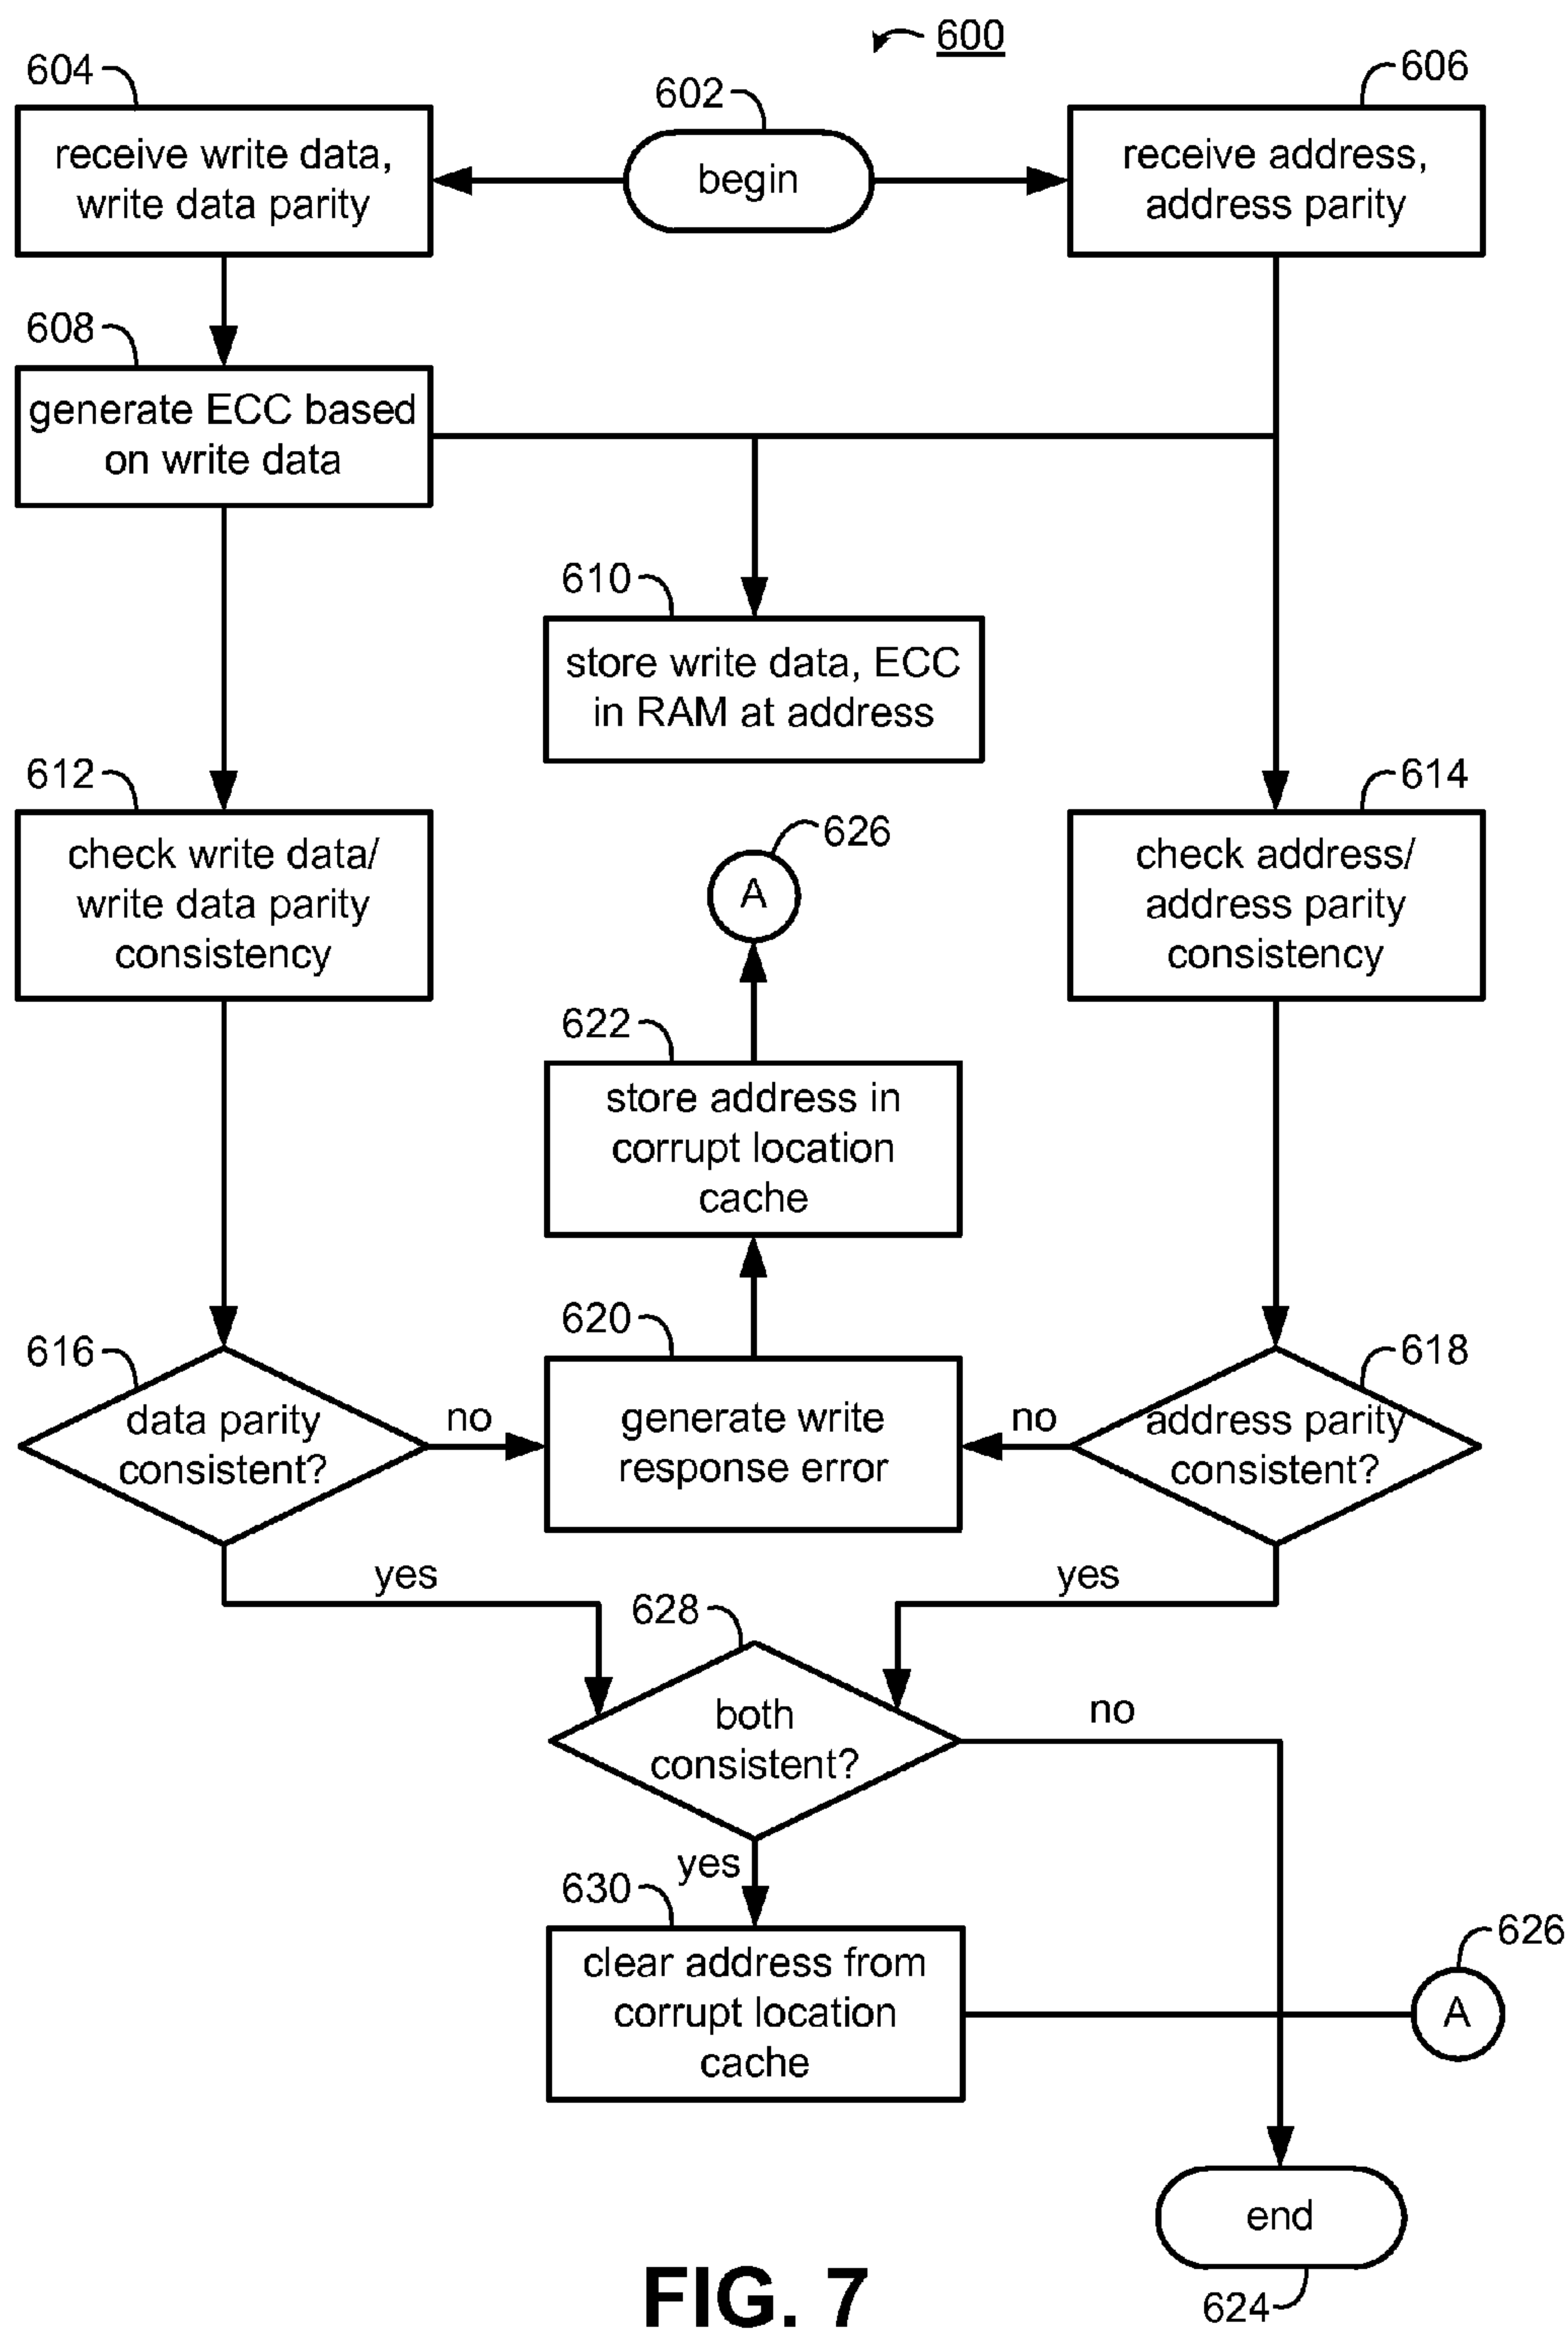 600
604
602
606
receive write data,
write data parity
begin
receive address,
address parity
608
generate ECC based
on write data
610
store write data, ECC
in RAM at address
612
check write data/
write data parity
consistency
614
check address/
address parity
consistency
626
A
622
store address in
corrupt location
cache
620
generate write
response error
616
data parity
consistent?
no
no
618
address parity
consistent?
yes
yes
628
both
consistent?
no
yes
630
clear address from
corrupt location
cache
626
A
end
624
FIG. 7